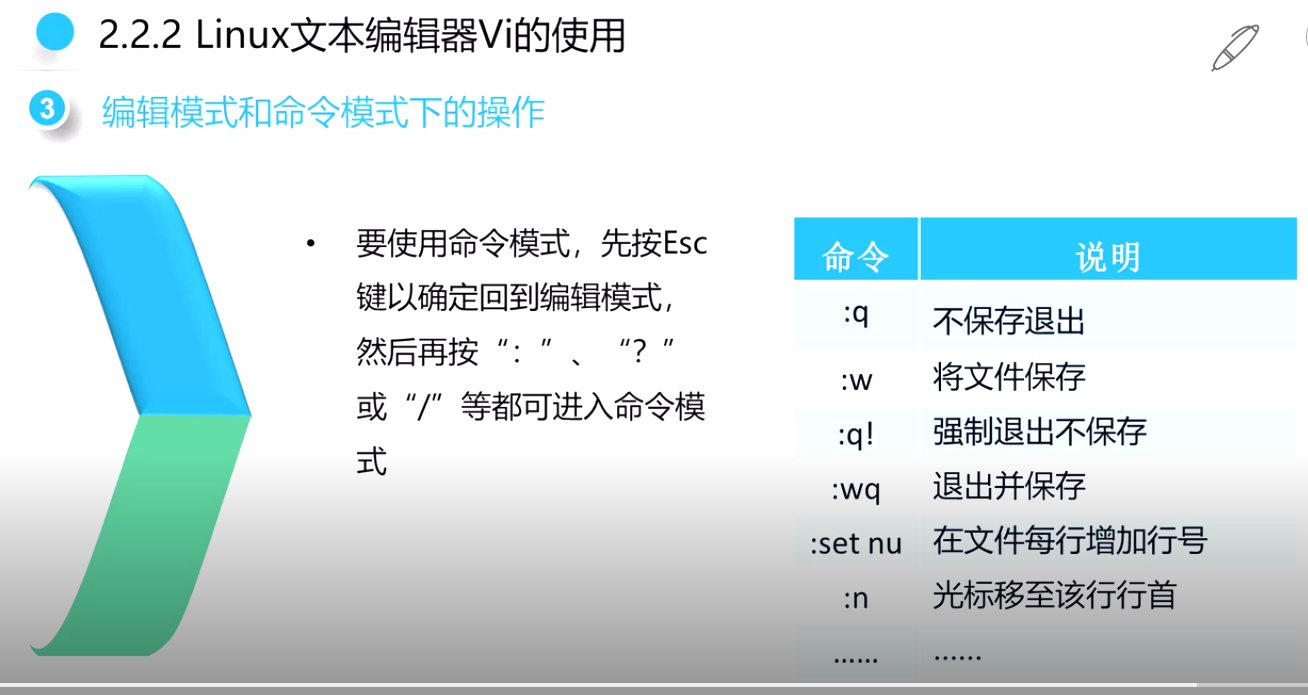 2.2.2 Linux文本编辑器Vi的使用
3 编辑模式和命令模式下的操作
• 要使用命令模式，先按Esc
键以确定回到编辑模式，
然后再按“：”、“？”
或“/”等都可进入命令模
式
命令 说明
:q 不保存退出
:w 将文件保存
:q! 强制退出不保存
:wq 退出并保存
:set nu 在文件每行增加行号
:n 光标移至该行行首
...... ......